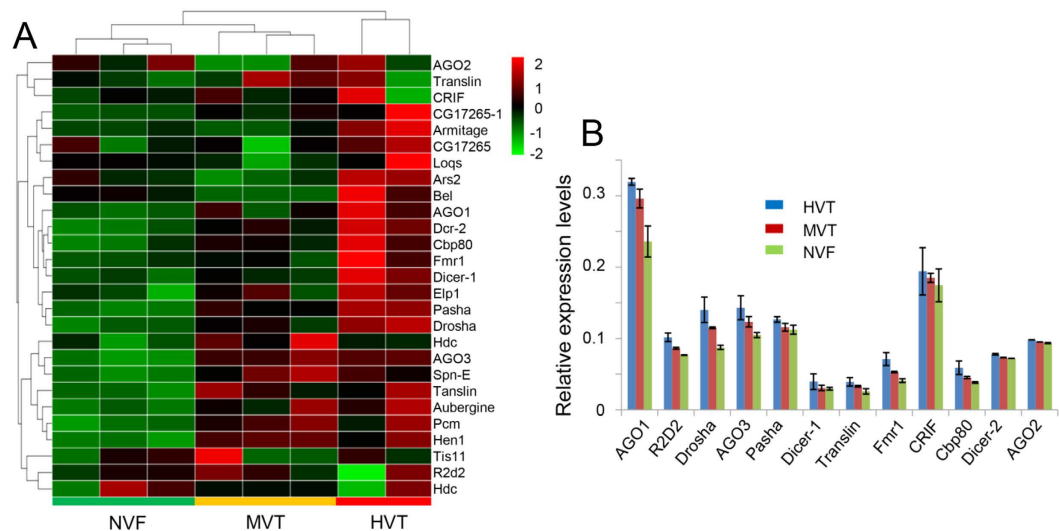 A
AGO2
Translin
CRIF
CG17265-1
Armitage
CG17265
Loqs
Ars2
Bel
AGO1
Dcr-2
Cbp80
Fmr1
Dicer-1
Elp1
Pasha
Drosha
Hdc
AGO3
Spn-E
Tanslin
Aubergine
Pcm
Hen1
Tis11
R2d2
Hdc
NVF MVT HVT
2
1
0
-1
-2
B
Relative expression levels
0.3
0.2
0.1
0
HVT
MVT
NVF
AGO1
R2D2
Drosha
AGO3
Pasha
Dicer-1
Translin
Fmr1
CRIF
Cbp80
Dicer-2
AGO2